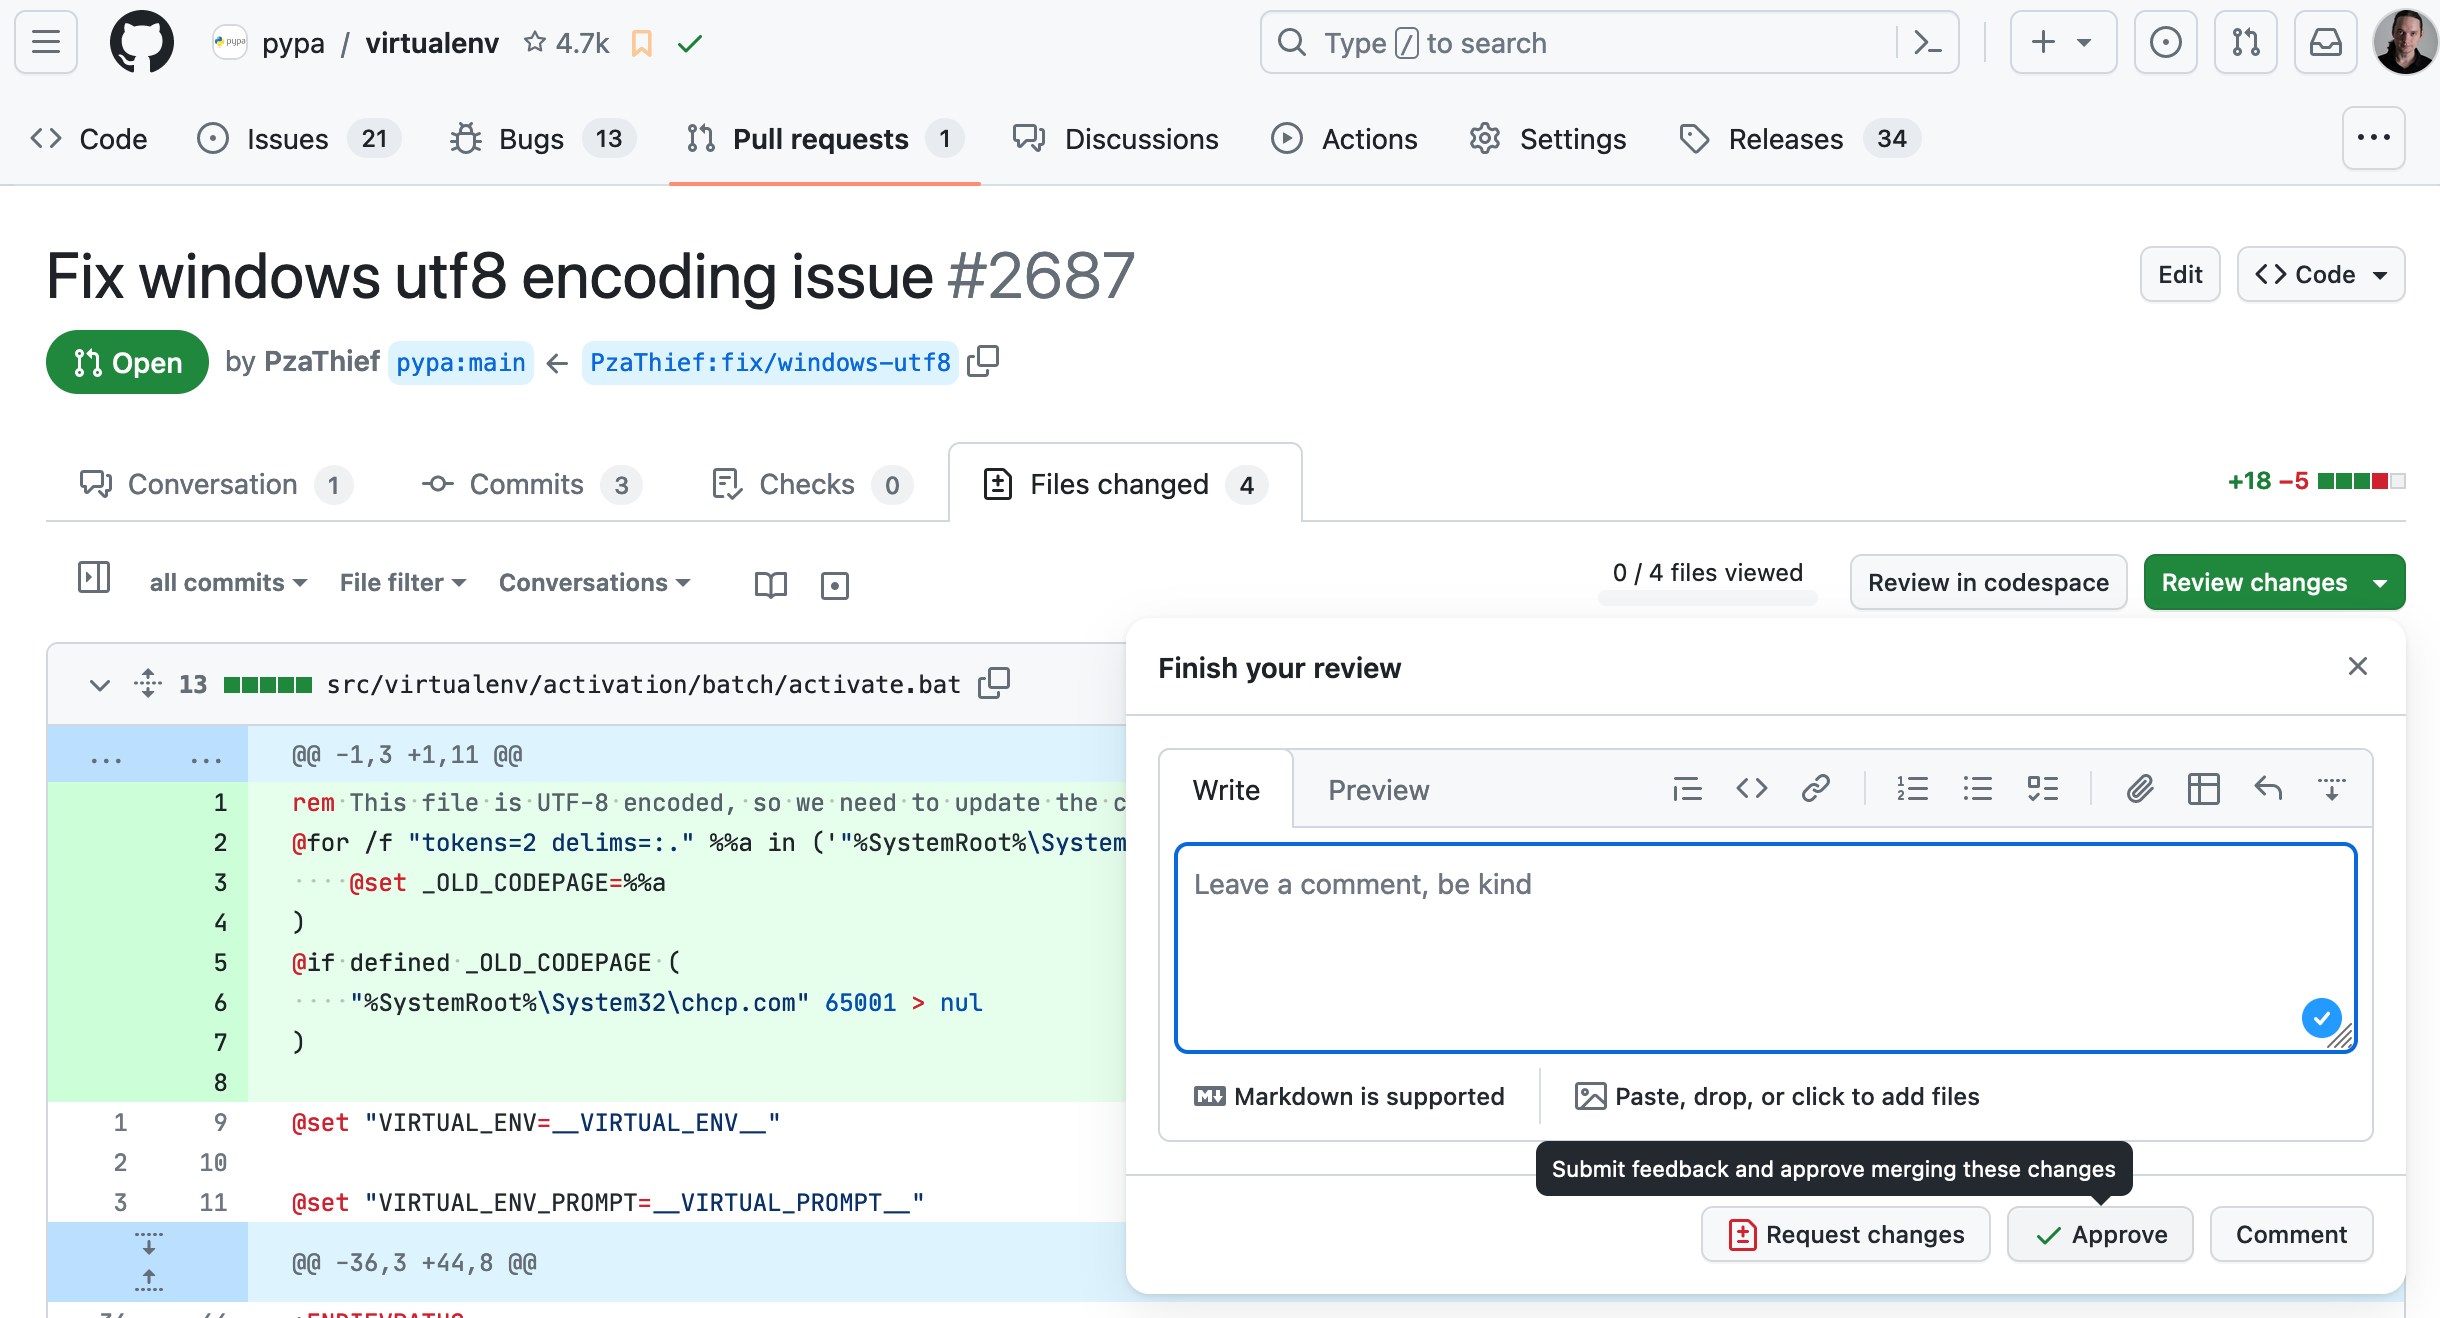 pypa / virtualenv 4.7k
Type / to search
Code
Issues 21
Bugs 13
Pull requests 1
Discussions
Actions
Settings
Releases 34
Fix windows utf8 encoding issue #2687
Edit
Code
Open
by PzaThief pypa:main ← PzaThief:fix/windows-utf8
Conversation 1
Commits 3
Checks 0
Files changed 4
+18 −5
all commits
File filter
Conversations
0 / 4 files viewed
Review in codespace
Review changes
13 src/virtualenv/activation/batch/activate.bat
... ... @@ -1,3 +1,11 @@
1 rem This file is UTF-8 encoded, so we need to update the c
2 @for /f "tokens=2 delims=:." %%a in ('"%SystemRoot%\System
3 @set _OLD_CODEPAGE=%%a
4 )
5 @if defined _OLD_CODEPAGE (
6 "%SystemRoot%\System32\chcp.com" 65001 > nul
7 )
8
1 9 @set "VIRTUAL_ENV=__VIRTUAL_ENV__"
2 10
3 11 @set "VIRTUAL_ENV_PROMPT=__VIRTUAL_PROMPT__"
@@ -36,3 +44,8 @@
Finish your review
Write
Preview
Leave a comment, be kind
Markdown is supported
Paste, drop, or click to add files
Submit feedback and approve merging these changes
Request changes
Approve
Comment